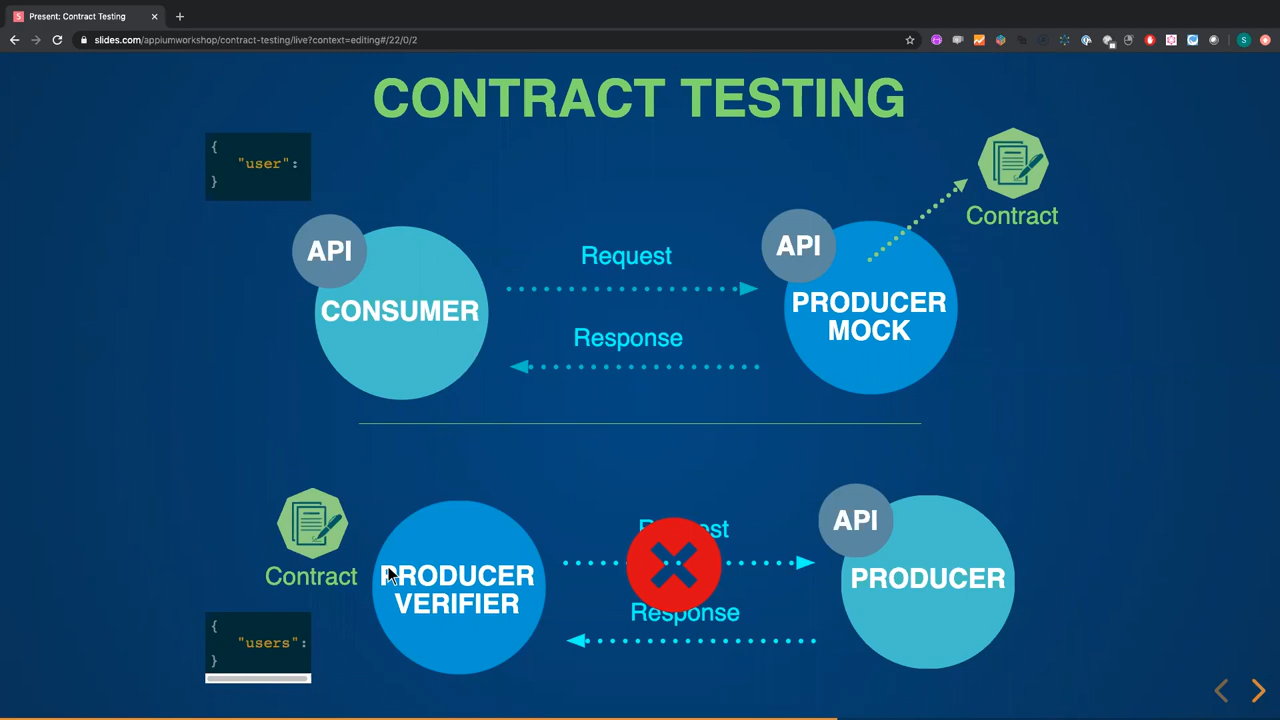 Present: Contract Testing
slides.com/appiumworkshop/contract-testing/live?context=editing#/22/0/2
S
CONTRACT TESTING
{
"user":
}
API
CONSUMER
Request
Response
API
PRODUCER
MOCK
Contract
Contract
PRODUCER
VERIFIER
Request
Response
API
PRODUCER
{
"users":
}